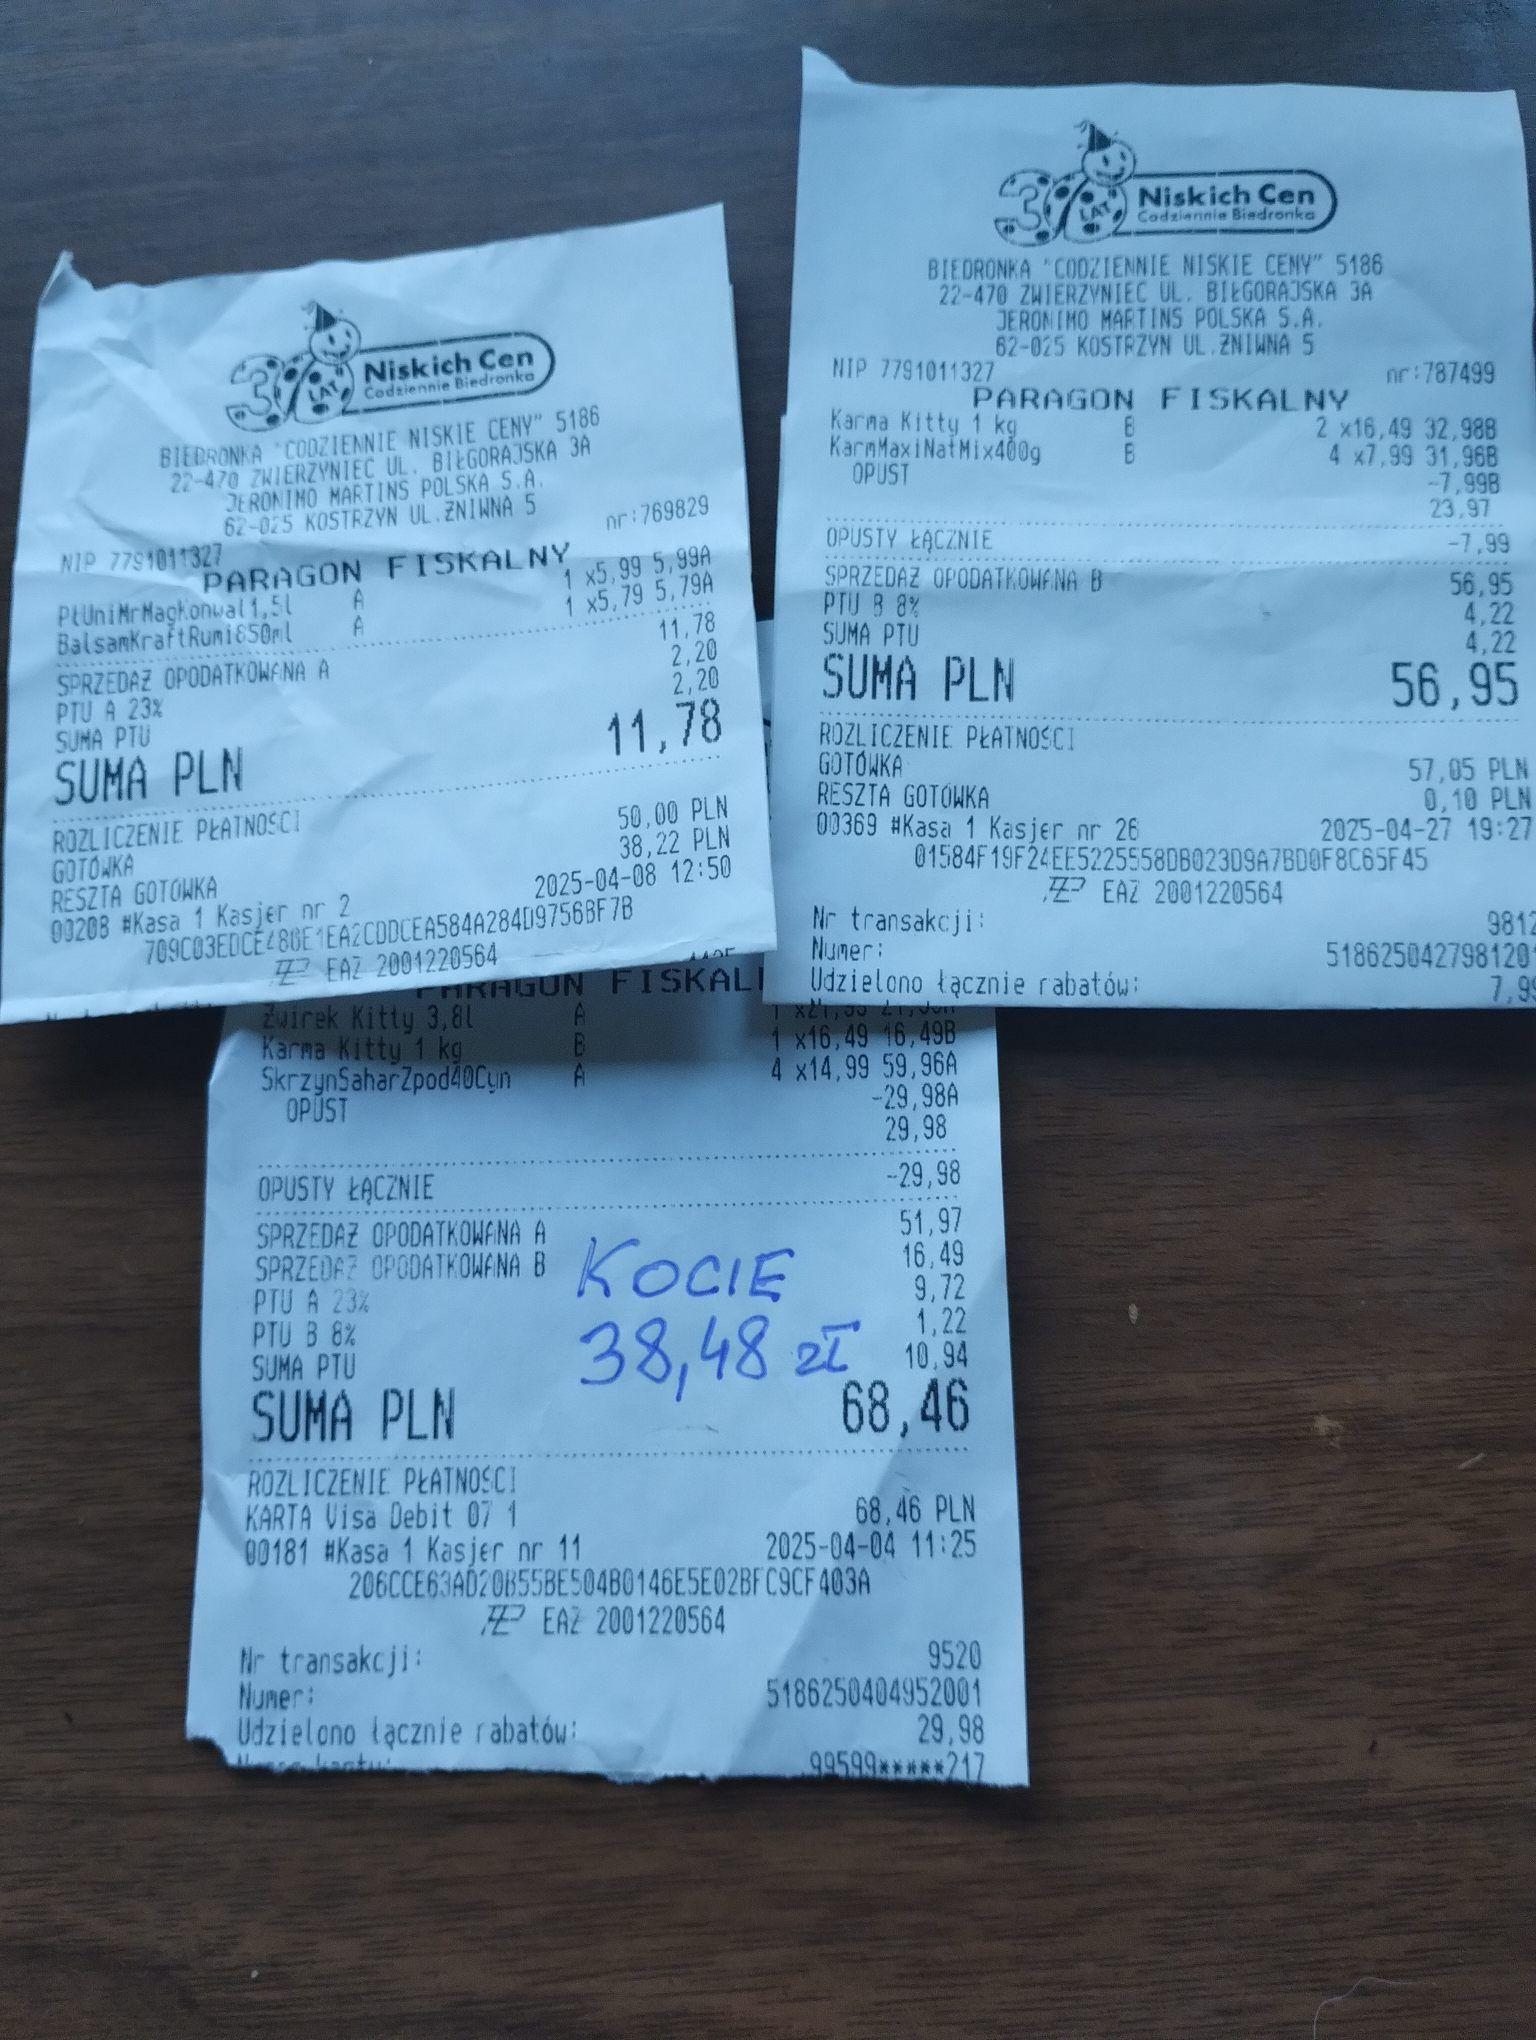 30 LAT Niskich Cen
Codziennie Biedronka
BIEDRONKA "CODZIENNIE NISKIE CENY" 5186
22-470 ZWIERZYNIEC UL. BIŁGORAJSKA 3A
JERONIMO MARTINS POLSKA S.A.
62-025 KOSTRZYN UL.ŻNIWNA 5
NIP 7791011327 nr:769829
PARAGON FISKALNY
PłUniMrMagKonwal1,5l A 1 x5,99 5,99A
BalsamKraftRumi850ml A 1 x5,79 5,79A
SPRZEDAŻ OPODATKOWANA A 11,78
PTU A 23% 2,20
SUMA PTU 2,20
SUMA PLN 11,78
ROZLICZENIE PŁATNOŚCI
GOTÓWKA 50,00 PLN
RESZTA GOTÓWKA 38,22 PLN
00208 #Kasa 1 Kasjer nr 2 2025-04-08 12:50
EAZ 2001220564
30 LAT Niskich Cen
Codziennie Biedronka
BIEDRONKA "CODZIENNIE NISKIE CENY" 5186
22-470 ZWIERZYNIEC UL. BIŁGORAJSKA 3A
JERONIMO MARTINS POLSKA S.A.
62-025 KOSTRZYN UL.ŻNIWNA 5
NIP 7791011327 nr:787499
PARAGON FISKALNY
Karma Kitty 1 kg B 2 x16,49 32,98B
KarmMaxiNatMix400g B 4 x7,99 31,96B
OPUST -7,99B
23,97
OPUSTY ŁĄCZNIE -7,99
SPRZEDAŻ OPODATKOWANA B 56,95
PTU B 8% 4,22
SUMA PTU 4,22
SUMA PLN 56,95
ROZLICZENIE PŁATNOŚCI
GOTÓWKA 57,05 PLN
RESZTA GOTÓWKA 0,10 PLN
00369 #Kasa 1 Kasjer nr 26 2025-04-27 19:27
01584F19F24EE5225558DB023D9A7BD0F8C65F45
EAZ 2001220564
Nr transakcji: 9812
Numer: 518625042798120
Udzielono łącznie rabatów: 7,99
PARAGON FISKAL
Żwirek Kitty 3,8l A
Karma Kitty 1 kg B 1 x16,49 16,49B
SkrzynSaharZpod40Cyn A 4 x14,99 59,96A
OPUST -29,98A
29,98
OPUSTY ŁĄCZNIE -29,98
SPRZEDAŻ OPODATKOWANA A 51,97
SPRZEDAŻ OPODATKOWANA B 16,49
PTU A 23% 9,72
PTU B 8% 1,22
SUMA PTU 10,94
KOCIE
38,48 zł
SUMA PLN 68,46
ROZLICZENIE PŁATNOŚCI
KARTA Visa Debit 07 1 68,46 PLN
00181 #Kasa 1 Kasjer nr 11 2025-04-04 11:25
206CCE63AD20B55BE504B0146E5E02BFC9CF403A
EAZ 2001220564
Nr transakcji: 9520
Numer: 5186250404952001
Udzielono łącznie rabatów: 29,98
99599*****217